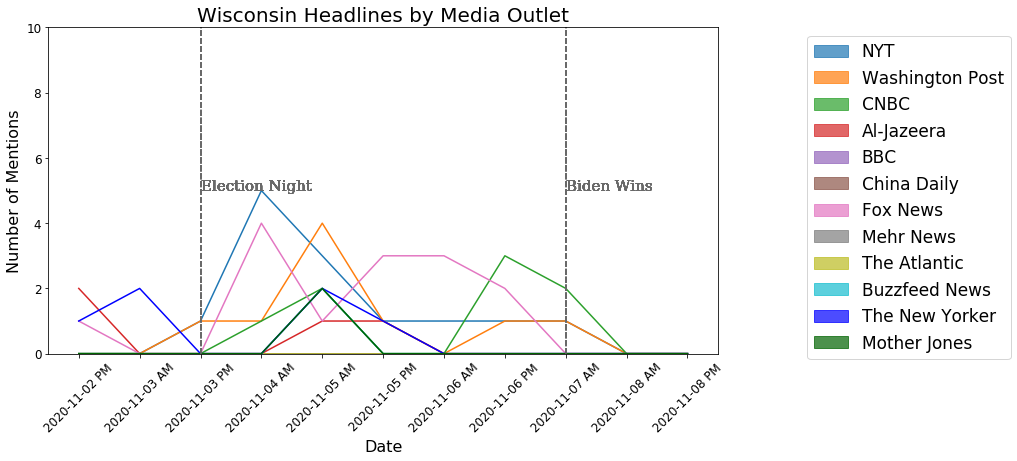 Wisconsin Headlines by Media Outlet
10
8
6
4
2
0
Number of Mentions
Election Night
Biden Wins
2020-11-02 PM
2020-11-03 AM
2020-11-03 PM
2020-11-04 AM
2020-11-05 AM
2020-11-05 PM
2020-11-06 AM
2020-11-06 PM
2020-11-07 AM
2020-11-08 AM
2020-11-08 PM
Date
NYT
Washington Post
CNBC
Al-Jazeera
BBC
China Daily
Fox News
Mehr News
The Atlantic
Buzzfeed News
The New Yorker
Mother Jones